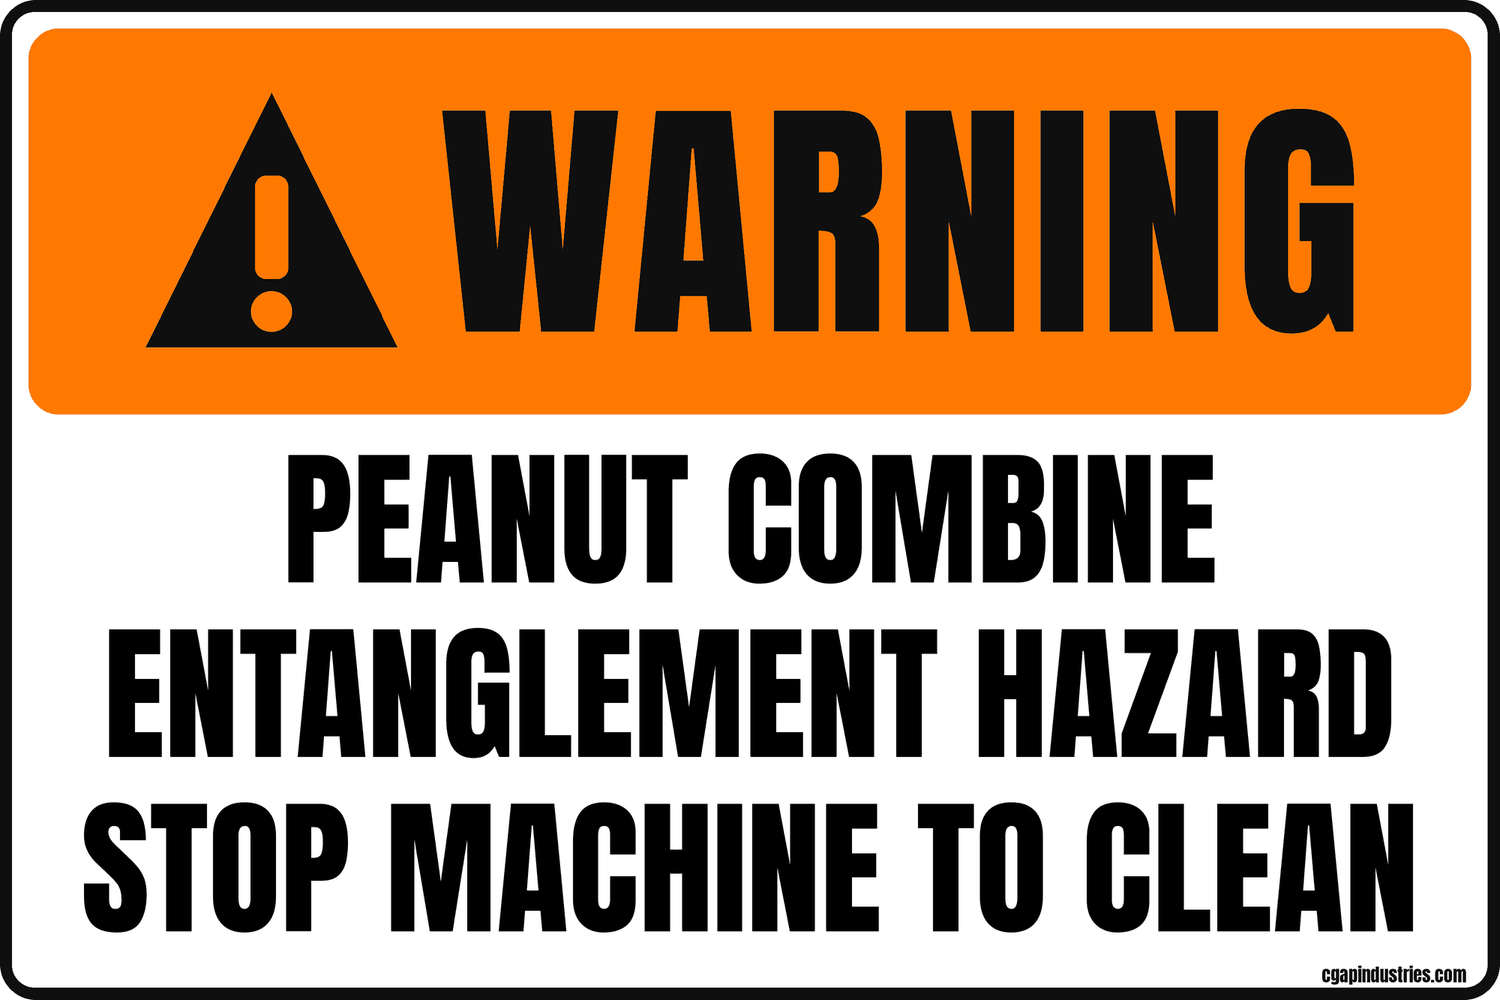 WARNING
PEANUT COMBINE
ENTANGLEMENT HAZARD
STOP MACHINE TO CLEAN
cgapindustries.com